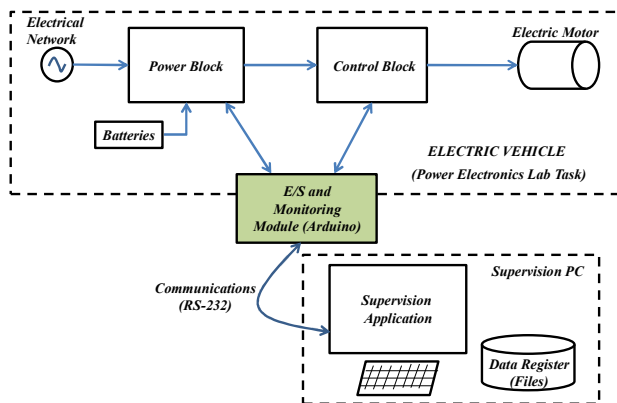 Electrical
Network
Power Block
Control Block
Electric Motor
Batteries
ELECTRIC VEHICLE
(Power Electronics Lab Task)
E/S and
Monitoring
Module (Arduino)
Communications
(RS-232)
Supervision PC
Supervision
Application
Data Register
(Files)